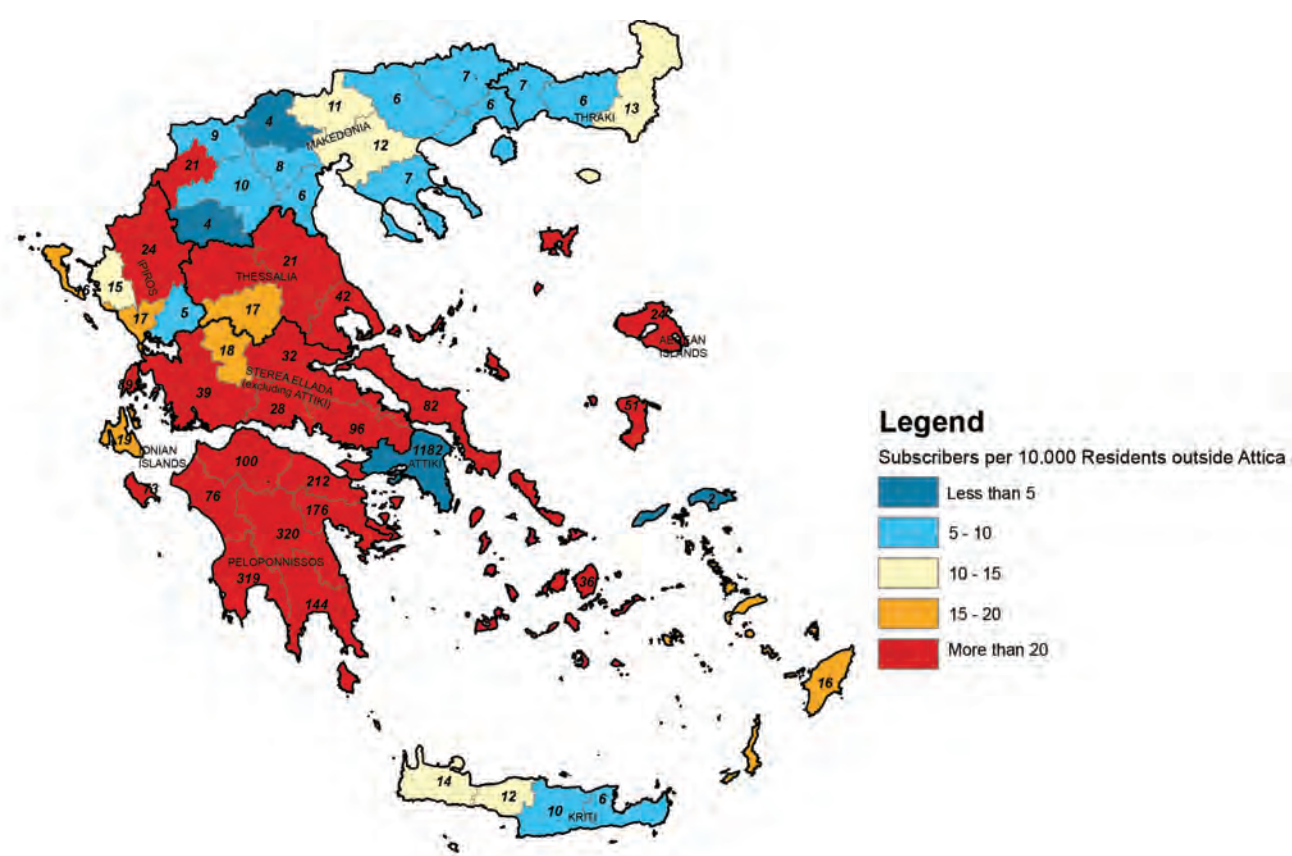 7
7
11
6
6
6
13
THRAKI
4
MAKEDONIA
12
9
8
21
10
6
7
4
24
IPIROS
21
THESSALIA
15
42
17
5
17
24
AEGEAN
ISLANDS
18
32
STEREA ELLADA
(excluding ATTIKI)
39
28
82
51
96
19
IONIAN
ISLANDS
1182
ATTIKI
100
212
73
76
176
2
320
PELOPONNISSOS
319
144
36
16
14
12
10
6
KRITI
Legend
Subscribers per 10.000 Residents outside Attica
Less than 5
5 - 10
10 - 15
15 - 20
More than 20